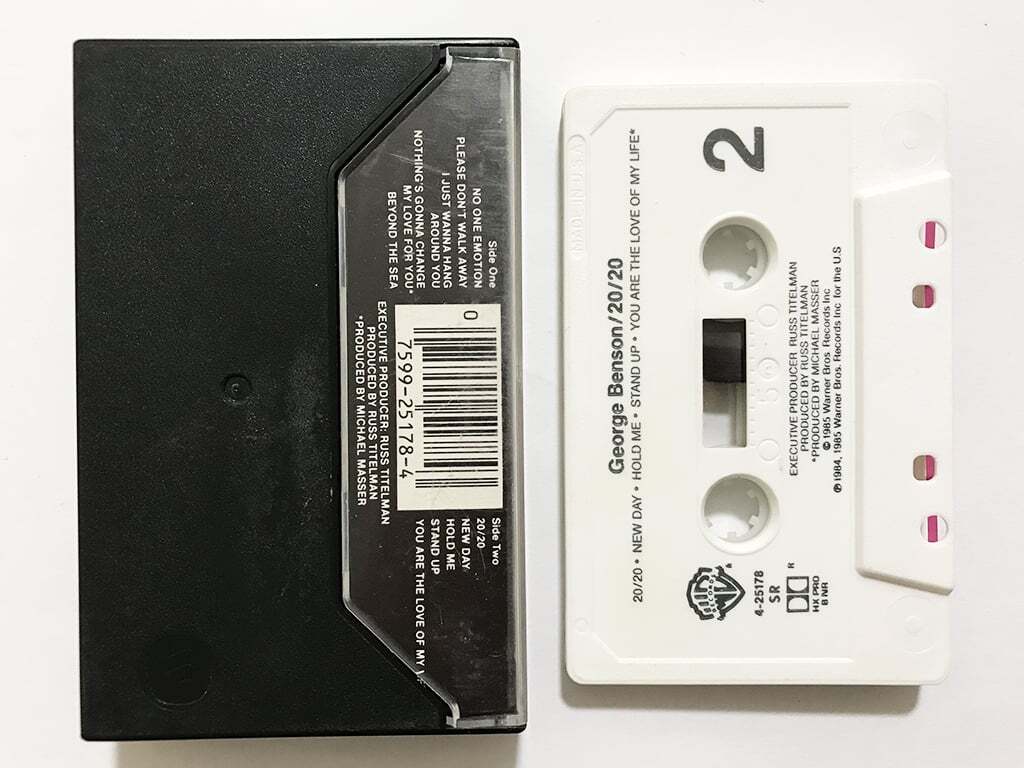 Side One
NO ONE EMOTION
PLEASE DON'T WALK AWAY
I JUST WANNA HANG
AROUND YOU
NOTHING'S GONNA CHANGE
MY LOVE FOR YOU*
BEYOND THE SEA
0
7599-25178-4
EXECUTIVE PRODUCER: RUSS TITELMAN
PRODUCED BY RUSS TITELMAN
*PRODUCED BY MICHAEL MASSER
Side Two
20/20
NEW DAY
HOLD ME
STAND UP
YOU ARE THE LOVE OF MY
MADE IN U.S.A.
2
20/20 • NEW DAY • HOLD ME • STAND UP • YOU ARE THE LOVE OF MY LIFE*
George Benson/20/20
50
EXECUTIVE PRODUCER RUSS TITELMAN
PRODUCED BY RUSS TITELMAN
*PRODUCED BY MICHAEL MASSER
© 1985 Warner Bros. Records Inc
℗ 1984, 1985 Warner Bros. Records Inc for the U.S
RECORDS
®
4-25178
SR
R
HX PRO
B NR